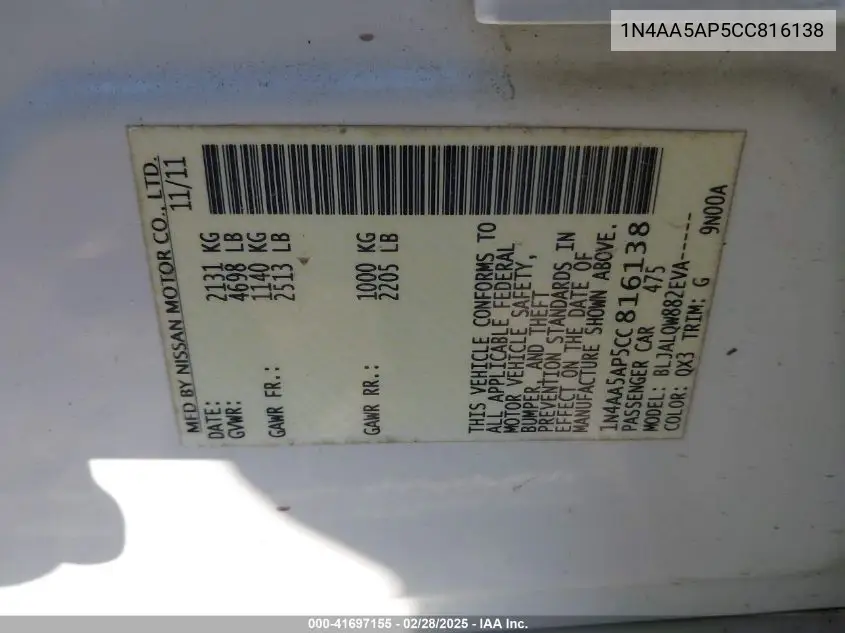 1N4AA5AP5CC816138
MFD BY NISSAN MOTOR CO., LTD.
DATE: 11/11
GVWR: 2131 KG
4698 LB
GAWR FR.: 1140 KG
2513 LB
GAWR RR.: 1000 KG
2205 LB
THIS VEHICLE CONFORMS TO
ALL APPLICABLE FEDERAL
MOTOR VEHICLE SAFETY,
BUMPER, AND THEFT
PREVENTION STANDARDS IN
EFFECT ON THE DATE OF
MANUFACTURE SHOWN ABOVE.
1N4AA5AP5CC816138
PASSENGER CAR 475
MODEL: BLJALQW882EVA-----
COLOR: QX3 TRIM: G 9N00A
000-41697155 - 02/28/2025 - IAA Inc.